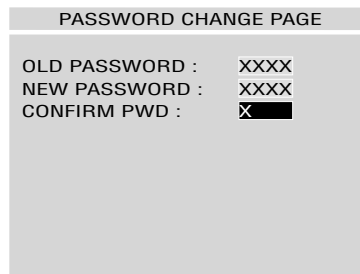 PASSWORD CHANGE PAGE
OLD PASSWORD : XXXX
NEW PASSWORD : XXXX
CONFIRM PWD : X